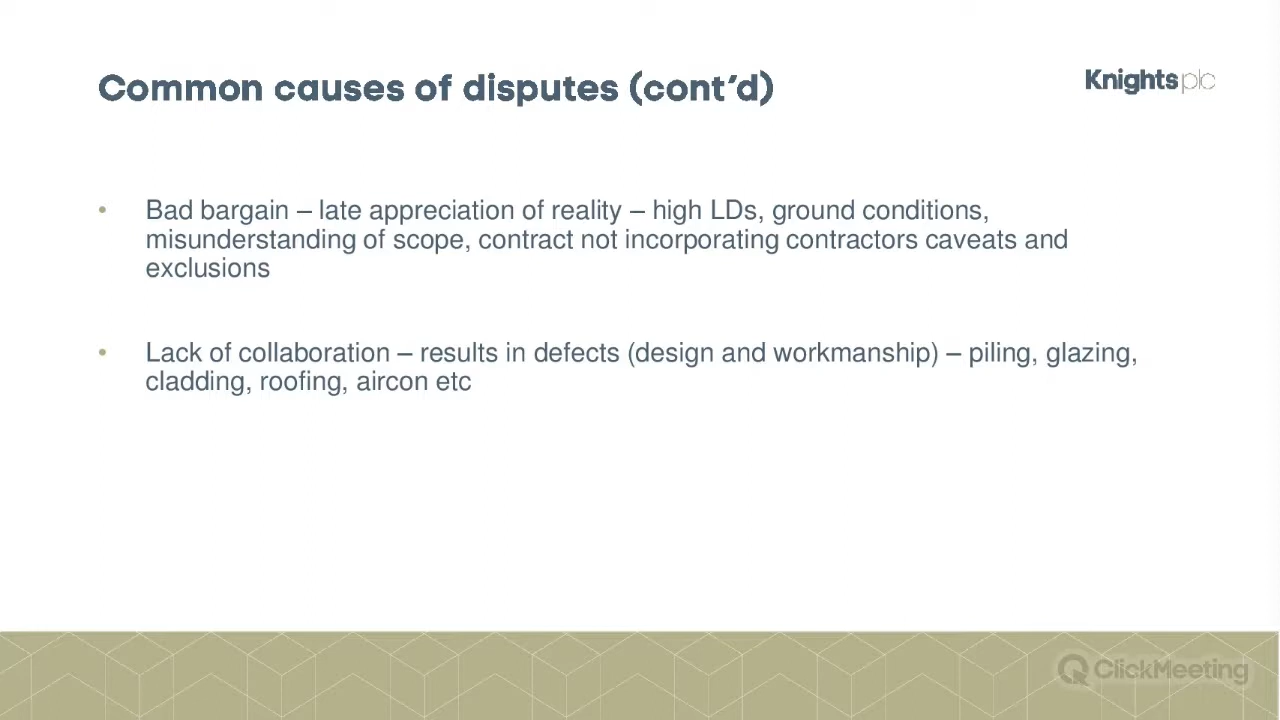 Common causes of disputes (cont’d)
Knights plc
• Bad bargain – late appreciation of reality – high LDs, ground conditions,
misunderstanding of scope, contract not incorporating contractors caveats and
exclusions
• Lack of collaboration – results in defects (design and workmanship) – piling, glazing,
cladding, roofing, aircon etc
ClickMeeting